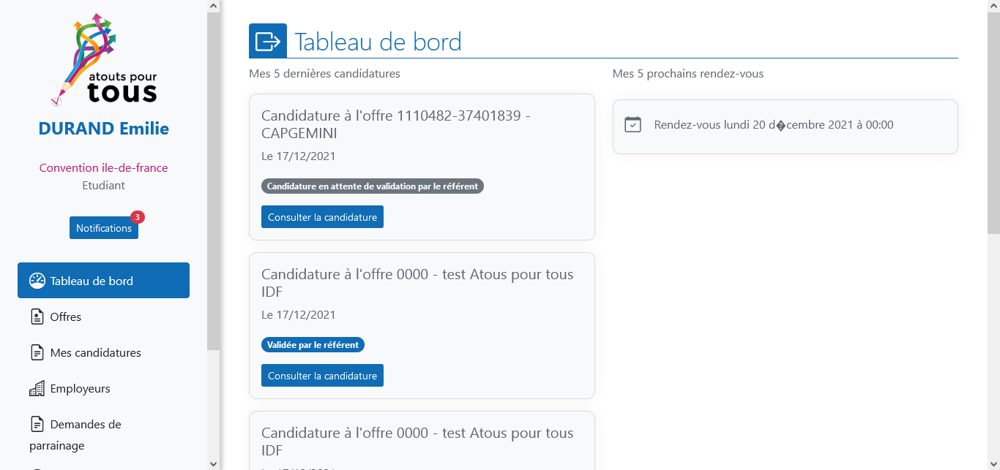 atouts pour
tous
DURAND Emilie
Convention ile-de-france
Etudiant
3
Notifications
Tableau de bord
Offres
Mes candidatures
Employeurs
Demandes de
parrainage
Tableau de bord
Mes 5 dernières candidatures
Candidature à l'offre 1110482-37401839 -
CAPGEMINI
Le 17/12/2021
Candidature en attente de validation par le référent
Consulter la candidature
Candidature à l'offre 0000 - test Atous pour tous
IDF
Le 17/12/2021
Validée par le référent
Consulter la candidature
Candidature à l'offre 0000 - test Atous pour tous
IDF
Mes 5 prochains rendez-vous
Rendez-vous lundi 20 d�cembre 2021 à 00:00